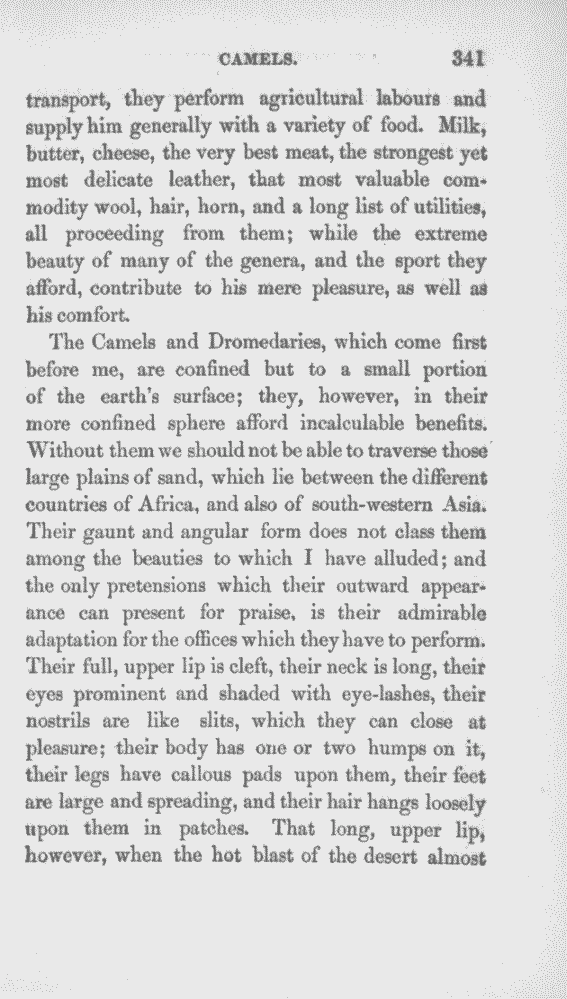 CAMELS. 341
transport, they perform agricultural labours and
supply him generally with a variety of food. Milk,
butter, cheese, the very best meat, the strongest yet
most delicate leather, that most valuable com-
modity wool, hair, horn, and a long list of utilities,
all proceeding from them; while the extreme
beauty of many of the genera, and the sport they
afford, contribute to his mere pleasure, as well as
his comfort.
The Camels and Dromedaries, which come first
before me, are confined but to a small portion
of the earth's surface; they, however, in their
more confined sphere afford incalculable benefits.
Without them we should not be able to traverse those
large plains of sand, which lie between the different
countries of Africa, and also of south-western Asia.
Their gaunt and angular form does not class them
among the beauties to which I have alluded; and
the only pretensions which their outward appear-
ance can present for praise, is their admirable
adaptation for the offices which they have to perform.
Their full, upper lip is cleft, their neck is long, their
eyes prominent and shaded with eye-lashes, their
nostrils are like slits, which they can close at
pleasure; their body has one or two humps on it,
their legs have callous pads upon them, their feet
are large and spreading, and their hair hangs loosely
upon them in patches. That long, upper lip,
however, when the hot blast of the desert almost